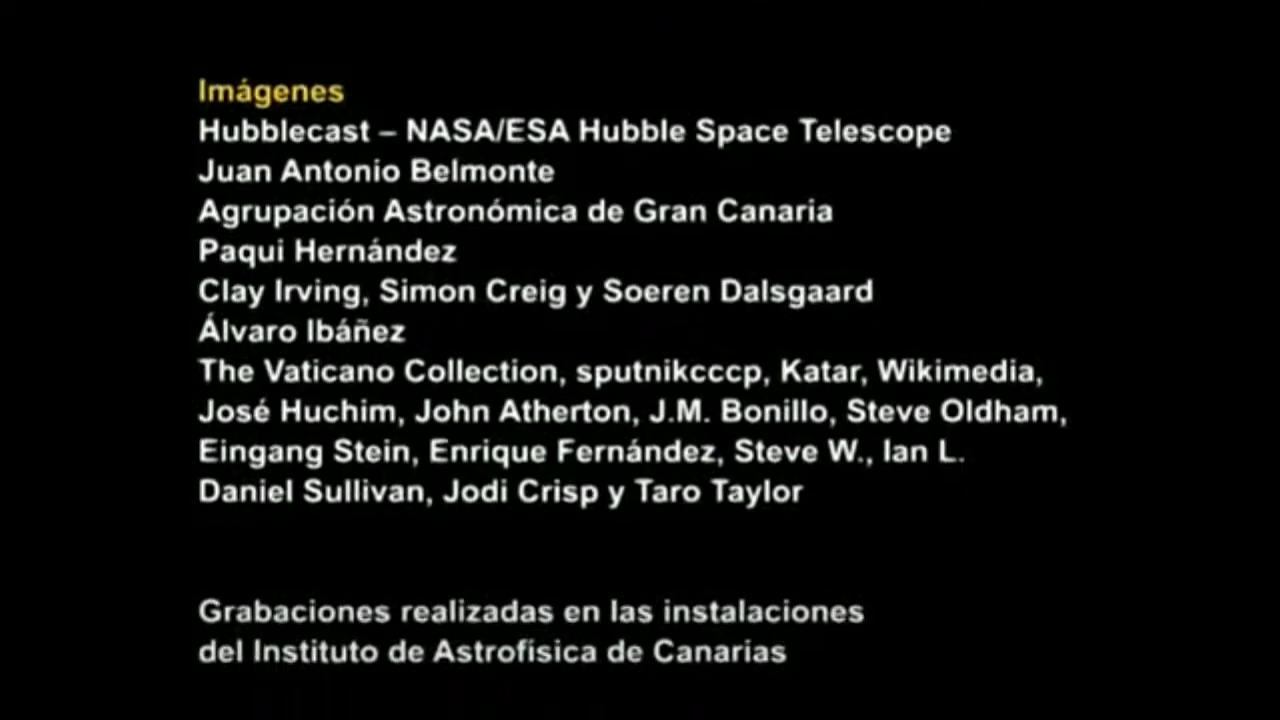 Imágenes
Hubblecast – NASA/ESA Hubble Space Telescope
Juan Antonio Belmonte
Agrupación Astronómica de Gran Canaria
Paqui Hernández
Clay Irving, Simon Creig y Soeren Dalsgaard
Álvaro Ibáñez
The Vaticano Collection, sputnikcccp, Katar, Wikimedia,
José Huchim, John Atherton, J.M. Bonillo, Steve Oldham,
Eingang Stein, Enrique Fernández, Steve W., Ian L.
Daniel Sullivan, Jodi Crisp y Taro Taylor
Grabaciones realizadas en las instalaciones
del Instituto de Astrofísica de Canarias